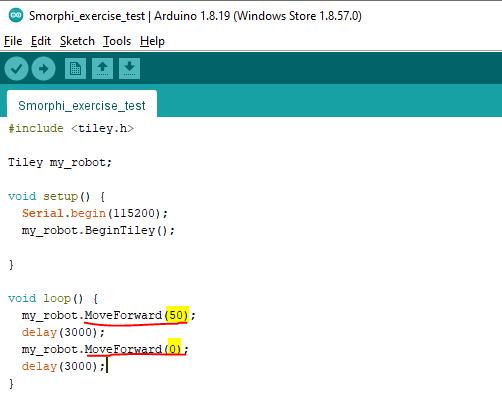 Smorphi_exercise_test | Arduino 1.8.19 (Windows Store 1.8.57.0)
File Edit Sketch Tools Help
Smorphi_exercise_test
#include <tiley.h>
Tiley my_robot;
void setup() {
Serial.begin(115200);
my_robot.BeginTiley();
}
void loop() {
my_robot.MoveForward(50);
delay(3000);
my_robot.MoveForward(0);
delay(3000);
}